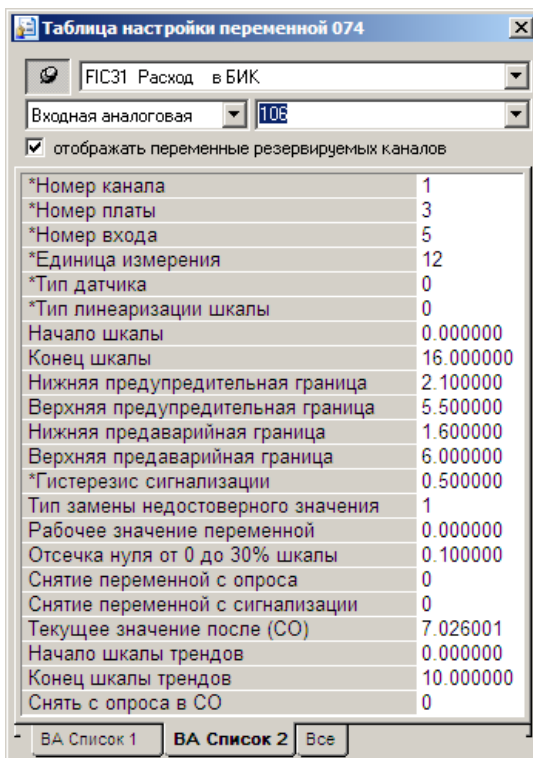 Таблица настройки переменной 074
FIC31 Расход в БИК
Входная аналоговая 106
отображать переменные резервируемых каналов
*Номер канала 1
*Номер платы 3
*Номер входа 5
*Единица измерения 12
*Тип датчика 0
*Тип линеаризации шкалы 0
Начало шкалы 0.000000
Конец шкалы 16.000000
Нижняя предупредительная граница 2.100000
Верхняя предупредительная граница 5.500000
Нижняя предаварийная граница 1.600000
Верхняя предаварийная граница 6.000000
*Гистерезис сигнализации 0.500000
Тип замены недостоверного значения 1
Рабочее значение переменной 0.000000
Отсечка нуля от 0 до 30% шкалы 0.100000
Снятие переменной с опроса 0
Снятие переменной с сигнализации 0
Текущее значение после (СО) 7.026001
Начало шкалы трендов 0.000000
Конец шкалы трендов 10.000000
Снять с опроса в СО 0
ВА Список 1 ВА Список 2 Все